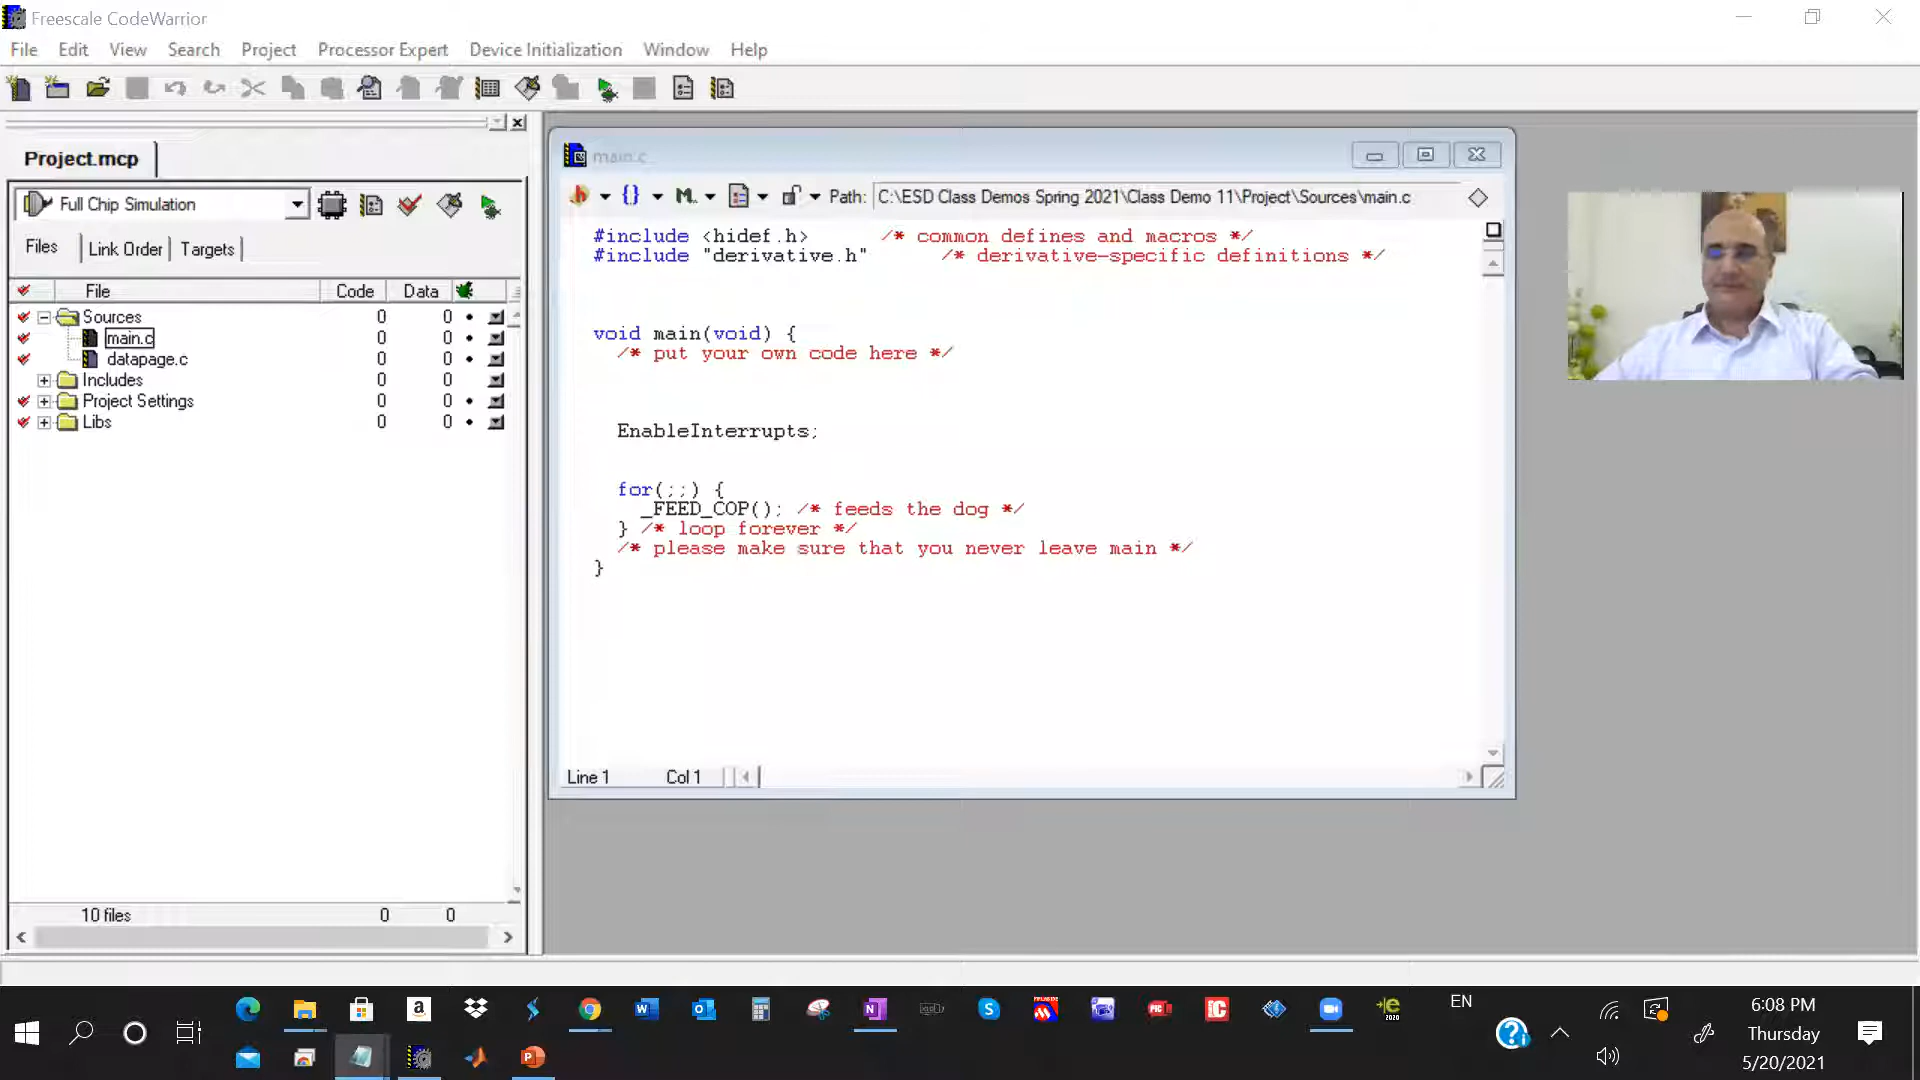 Freescale CodeWarrior
File Edit View Search Project Processor Expert Device Initialization Window Help
Project.mcp
Full Chip Simulation
Files Link Order Targets
File Code Data
Sources 0 0
main.c 0 0
datapage.c 0 0
Includes 0 0
Project Settings 0 0
Libs 0 0
10 files 0 0
main.c
Path: C:\ESD Class Demos Spring 2021\Class Demo 11\Project\Sources\main.c
#include <hidef.h> /* common defines and macros */
#include "derivative.h" /* derivative-specific definitions */
void main(void) {
/* put your own code here */
EnableInterrupts;
for(;;) {
_FEED_COP(); /* feeds the dog */
} /* loop forever */
/* please make sure that you never leave main */
}
Line 1 Col 1
EN
6:08 PM
Thursday
5/20/2021